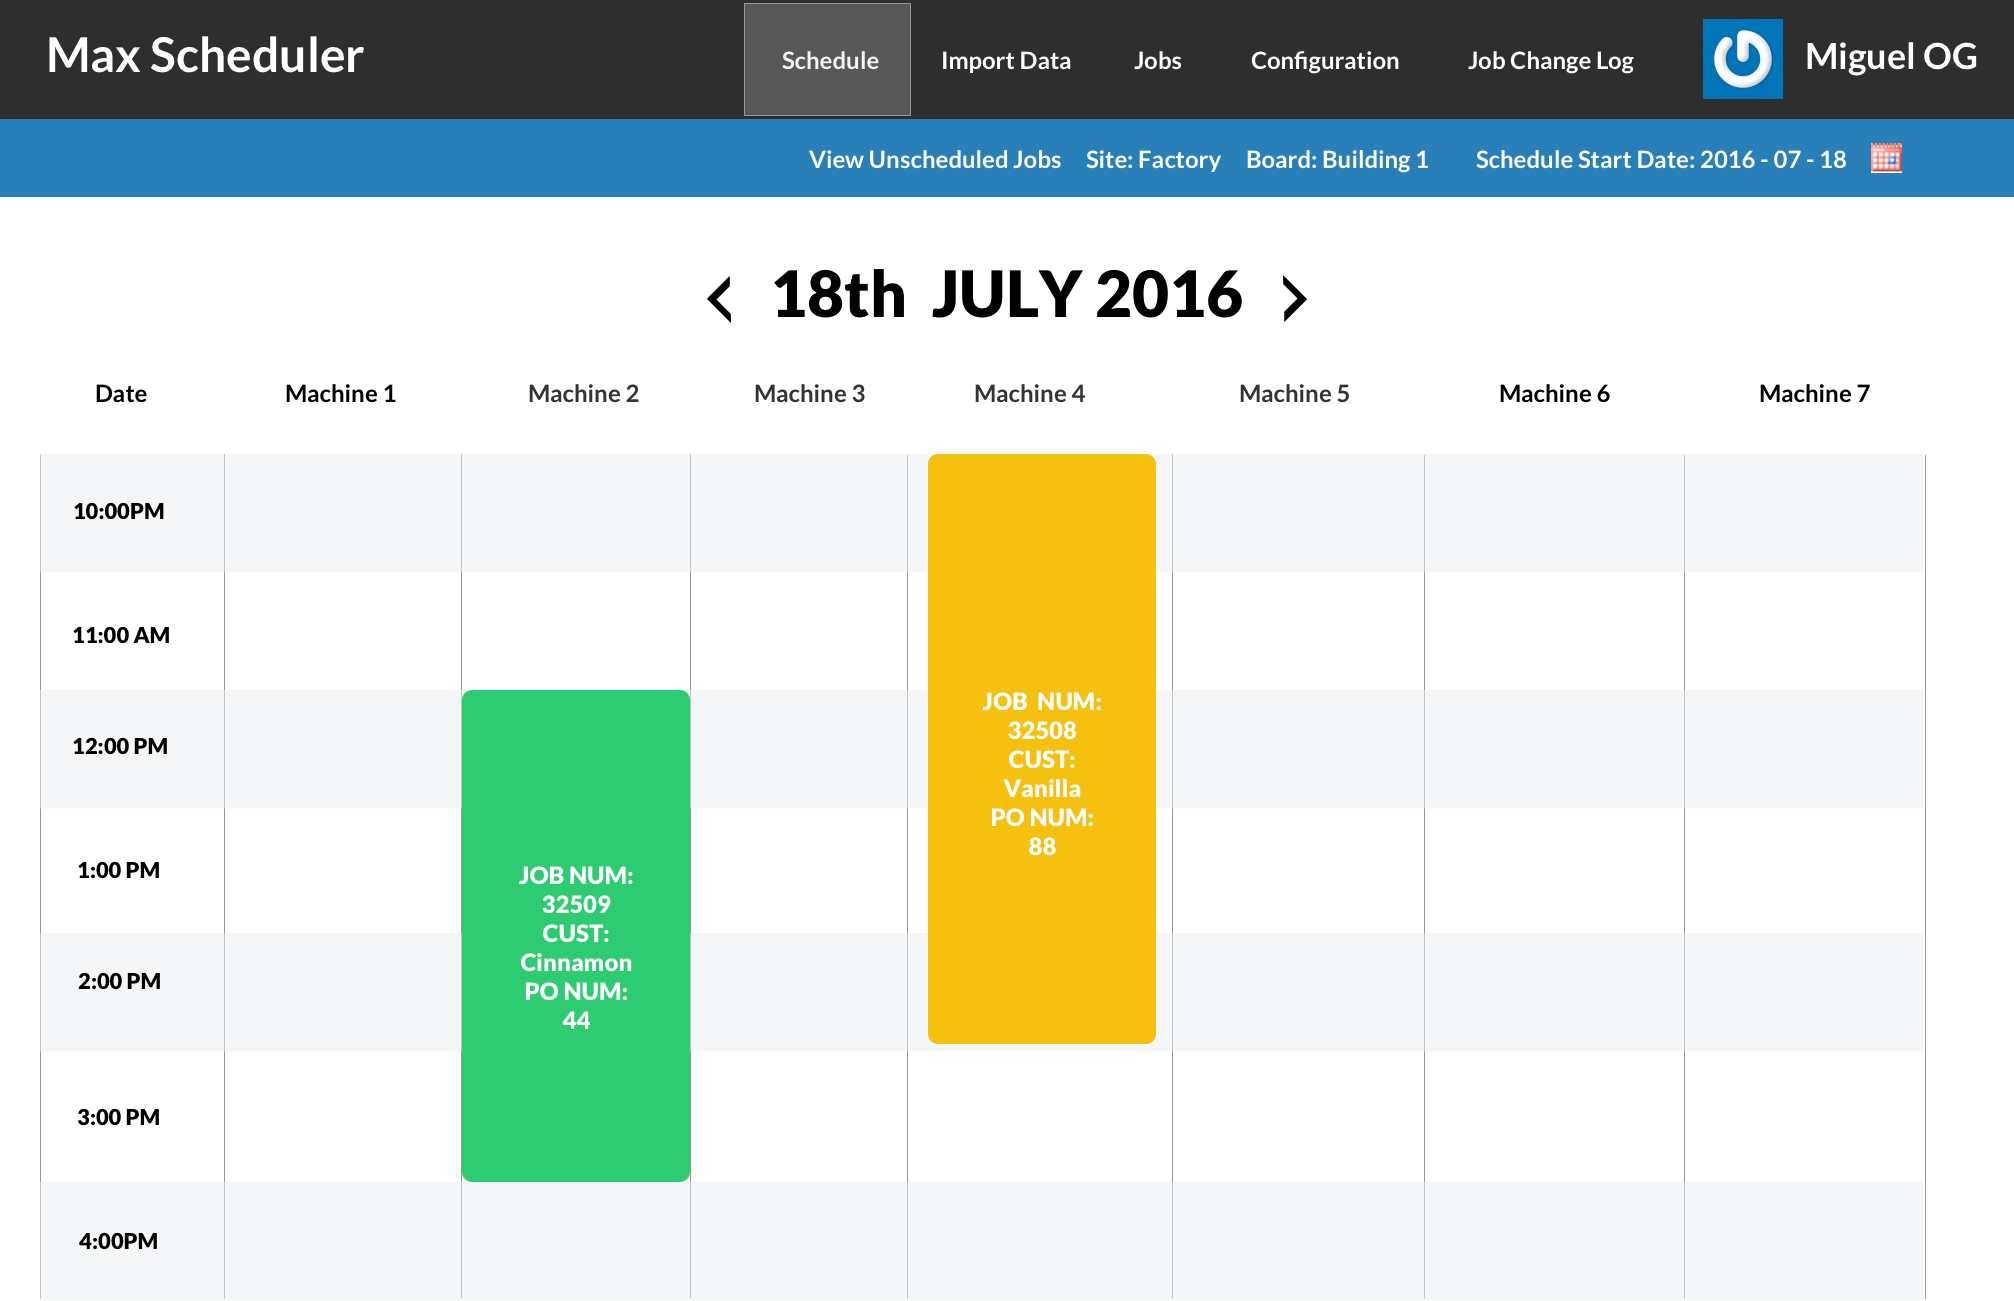 Max Scheduler
Schedule
Import Data
Jobs
Configuration
Job Change Log
Miguel OG
View Unscheduled Jobs
Site: Factory
Board: Building 1
Schedule Start Date: 2016 - 07 - 18
< 18th JULY 2016 >
Date
Machine 1
Machine 2
Machine 3
Machine 4
Machine 5
Machine 6
Machine 7
10:00PM
11:00 AM
12:00 PM
1:00 PM
2:00 PM
3:00 PM
4:00PM
JOB NUM:
32509
CUST:
Cinnamon
PO NUM:
44
JOB NUM:
32508
CUST:
Vanilla
PO NUM:
88